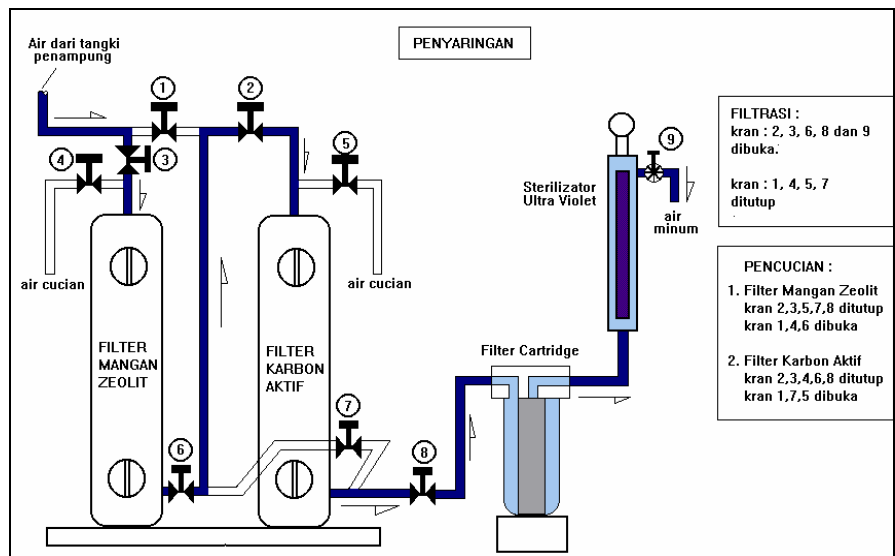 PENYARINGAN
Air dari tangki
penampung
1
2
3
4
5
air cucian
air cucian
FILTER
MANGAN
ZEOLIT
FILTER
KARBON
AKTIF
6
7
8
Filter Cartridge
Sterilizator
Ultra Violet
9
air
minum
FILTRASI :
kran : 2, 3, 6, 8 dan 9
dibuka.
kran : 1, 4, 5, 7
ditutup
PENCUCIAN :
1. Filter Mangan Zeolit
kran 2,3,5,7,8 ditutup
kran 1,4,6 dibuka
2. Filter Karbon Aktif
kran 2,3,4,6,8 ditutup
kran 1,7,5 dibuka